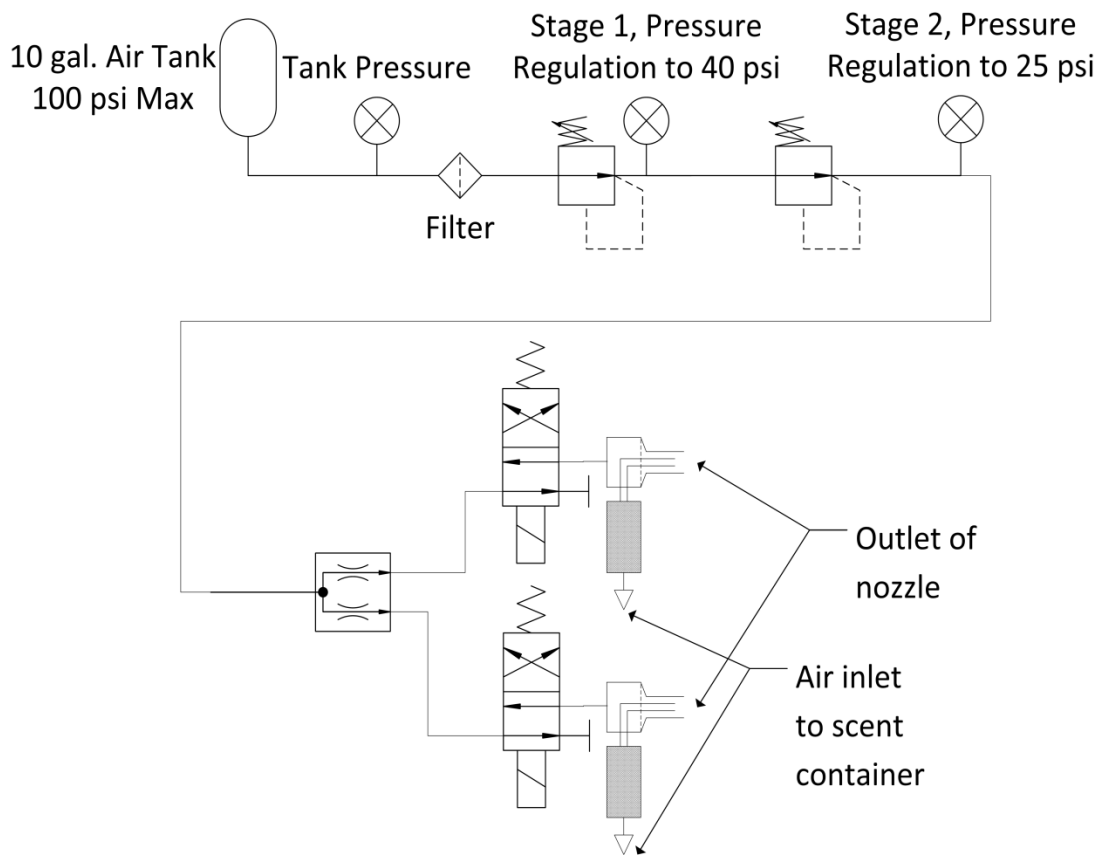 10 gal. Air Tank
100 psi Max
Tank Pressure
Stage 1, Pressure
Regulation to 40 psi
Stage 2, Pressure
Regulation to 25 psi
Filter
Outlet of
nozzle
Air inlet
to scent
container